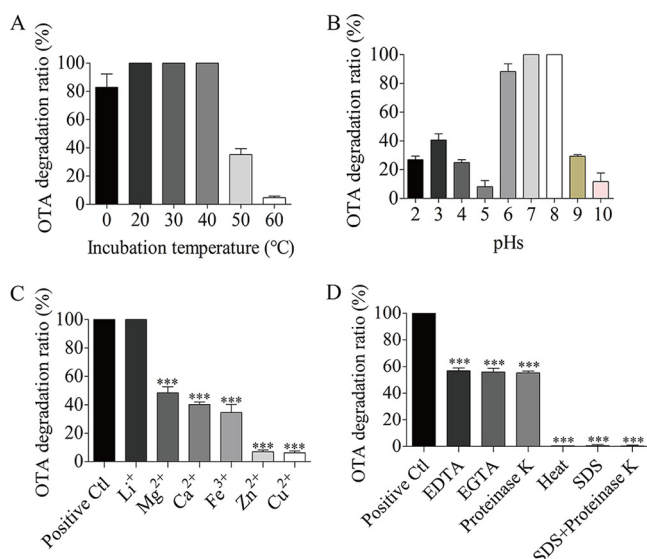 A
OTA degradation ratio (%)
100
80
60
40
20
0
0 20 30 40 50 60
Incubation temperature (℃)
B
OTA degradation ratio (%)
100
80
60
40
20
0
2 3 4 5 6 7 8 9 10
pHs
C
OTA degradation ratio (%)
100
80
60
40
20
0
*** *** *** *** ***
Positive Ctl Li+ Mg2+ Ca2+ Fe3+ Zn2+ Cu2+
D
OTA degradation ratio (%)
100
80
60
40
20
0
*** *** *** *** *** ***
Positive Ctl EDTA EGTA Proteinase K Heat SDS SDS+Proteinase K